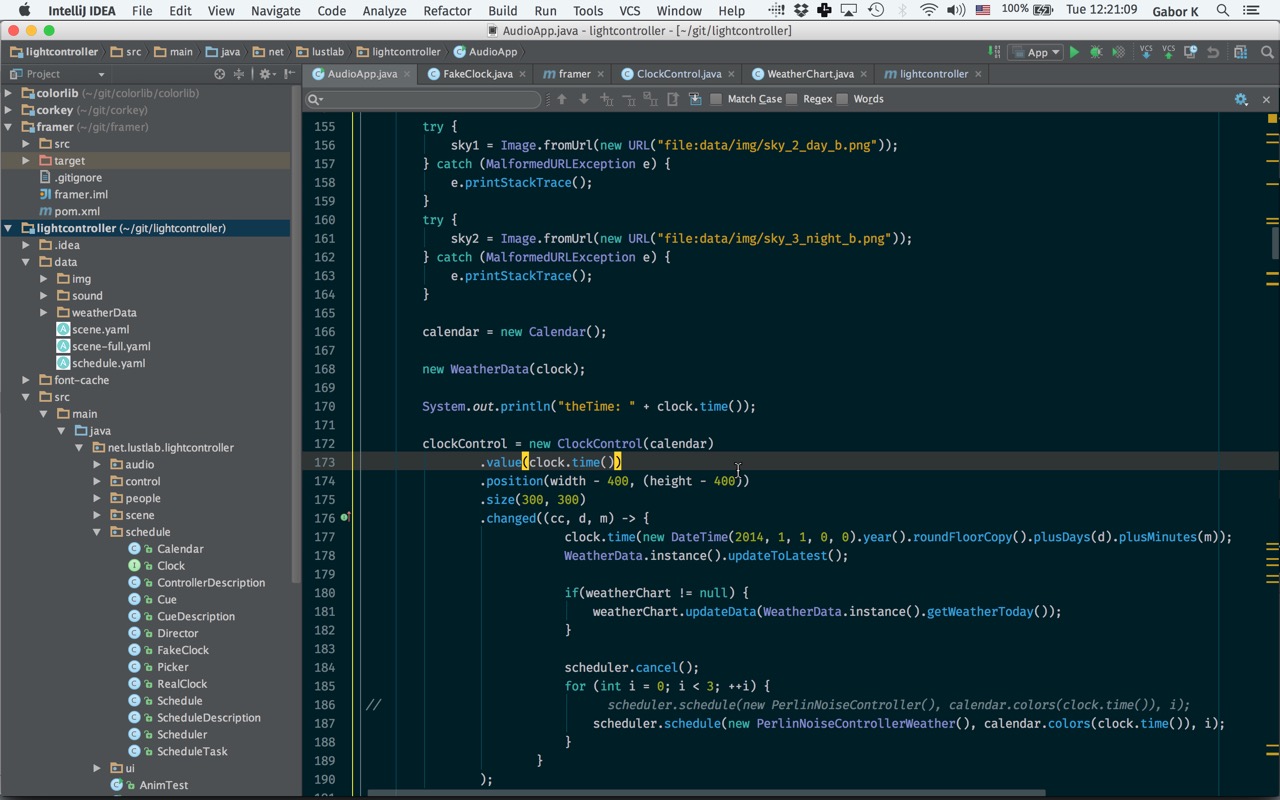 IntelliJ IDEA File Edit View Navigate Code Analyze Refactor Build Run Tools VCS Window Help 100% Tue 12:21:09 Gabor K
AudioApp.java - lightcontroller - [~/git/lightcontroller]
lightcontroller src main java net lustlab lightcontroller AudioApp App VCS VCS
Project AudioApp.java FakeClock.java framer ClockControl.java WeatherChart.java lightcontroller
Match Case Regex Words
colorlib (~/git/colorlib/colorlib)
corkey (~/git/corkey)
framer (~/git/framer)
src
target
.gitignore
framer.iml
pom.xml
lightcontroller (~/git/lightcontroller)
.idea
data
img
sound
weatherData
scene.yaml
scene-full.yaml
schedule.yaml
font-cache
src
main
java
net.lustlab.lightcontroller
audio
control
people
scene
schedule
Calendar
Clock
ControllerDescription
Cue
CueDescription
Director
FakeClock
Picker
RealClock
Schedule
ScheduleDescription
Scheduler
ScheduleTask
ui
AnimTest
155 try {
156 sky1 = Image.fromUrl(new URL("file:data/img/sky_2_day_b.png"));
157 } catch (MalformedURLException e) {
158 e.printStackTrace();
159 }
160 try {
161 sky2 = Image.fromUrl(new URL("file:data/img/sky_3_night_b.png"));
162 } catch (MalformedURLException e) {
163 e.printStackTrace();
164 }
165
166 calendar = new Calendar();
167
168 new WeatherData(clock);
169
170 System.out.println("theTime: " + clock.time());
171
172 clockControl = new ClockControl(calendar)
173 .value(clock.time())
174 .position(width - 400, (height - 400))
175 .size(300, 300)
176 .changed((cc, d, m) -> {
177 clock.time(new DateTime(2014, 1, 1, 0, 0).year().roundFloorCopy().plusDays(d).plusMinutes(m));
178 WeatherData.instance().updateToLatest();
179
180 if(weatherChart != null) {
181 weatherChart.updateData(WeatherData.instance().getWeatherToday());
182 }
183
184 scheduler.cancel();
185 for (int i = 0; i < 3; ++i) {
186 // scheduler.schedule(new PerlinNoiseController(), calendar.colors(clock.time()), i);
187 scheduler.schedule(new PerlinNoiseControllerWeather(), calendar.colors(clock.time()), i);
188 }
189 }
190 );